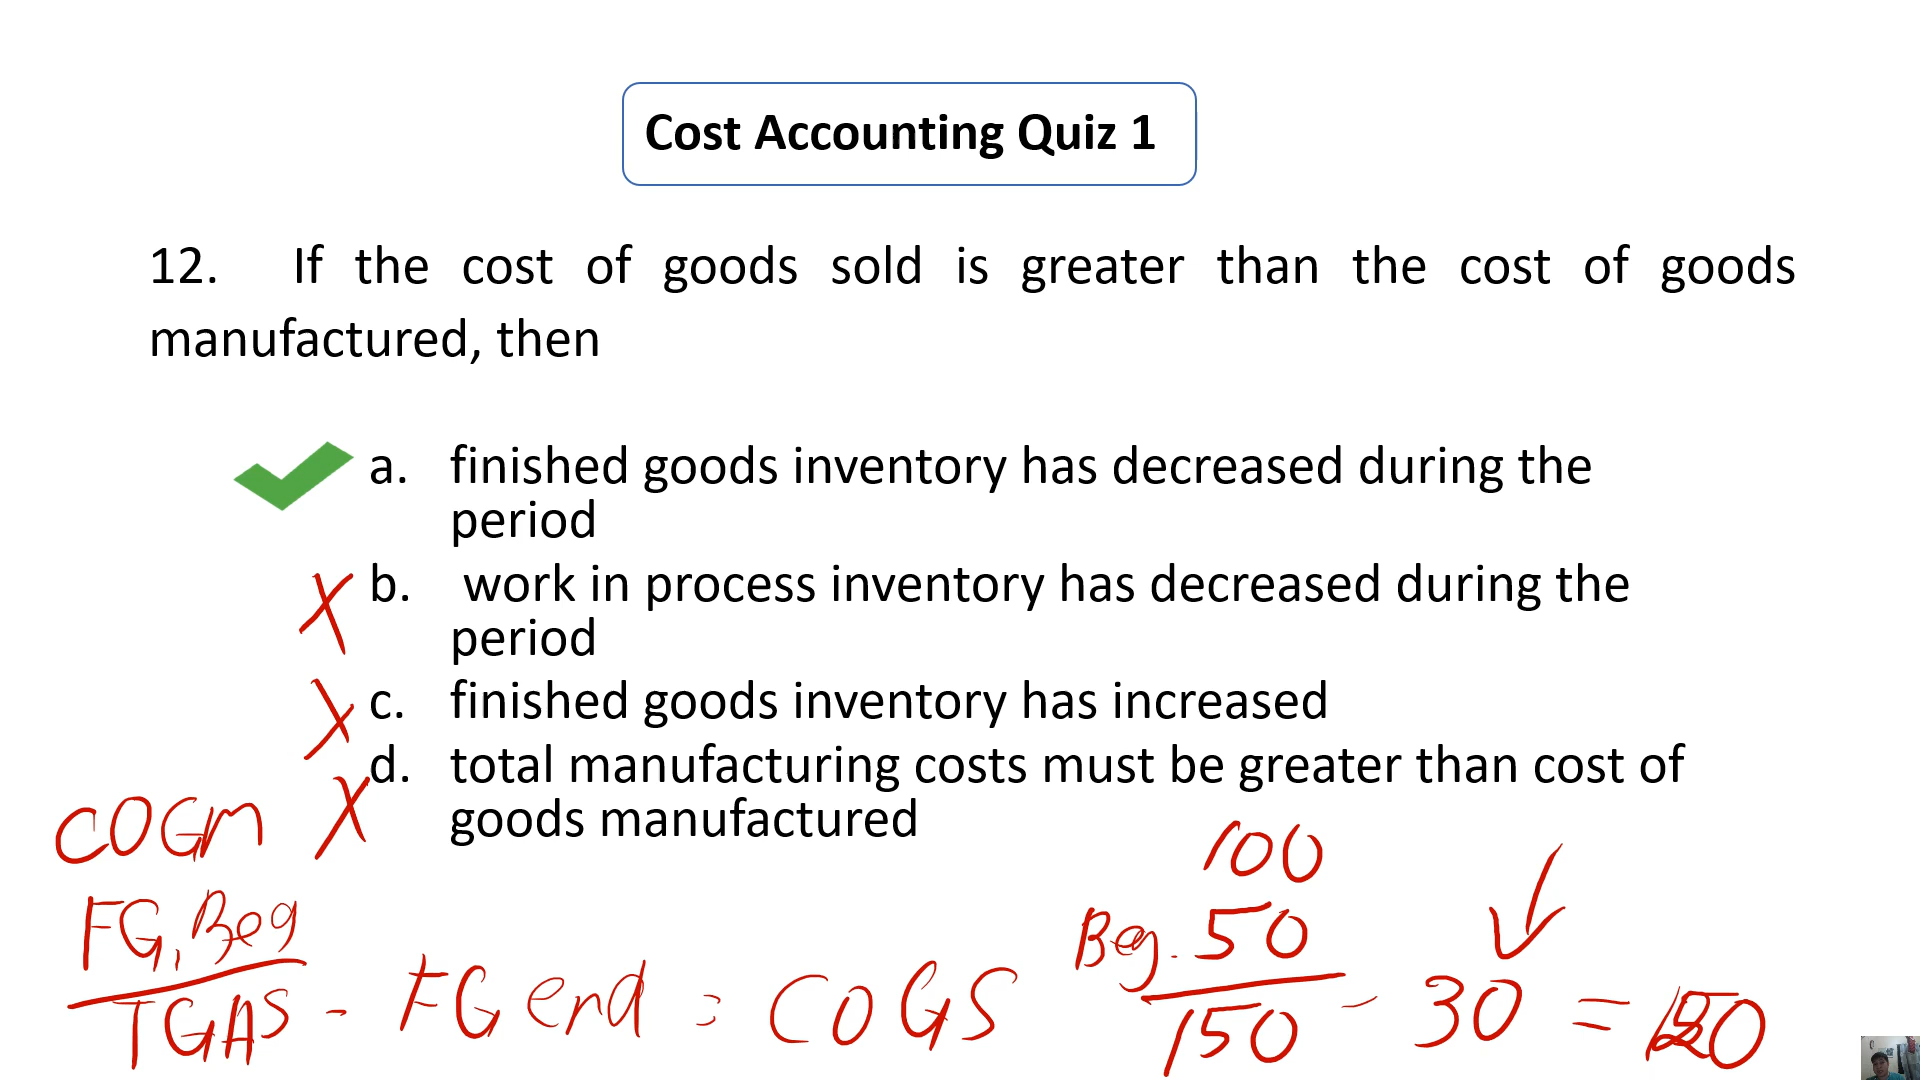 Cost Accounting Quiz 1
12. If the cost of goods sold is greater than the cost of goods
manufactured, then
a. finished goods inventory has decreased during the
period
b. work in process inventory has decreased during the
period
c. finished goods inventory has increased
d. total manufacturing costs must be greater than cost of
goods manufactured
COGM
FG, Beg
TGAS - FG end = COGS
100
Beg. 50
150 - 30 =